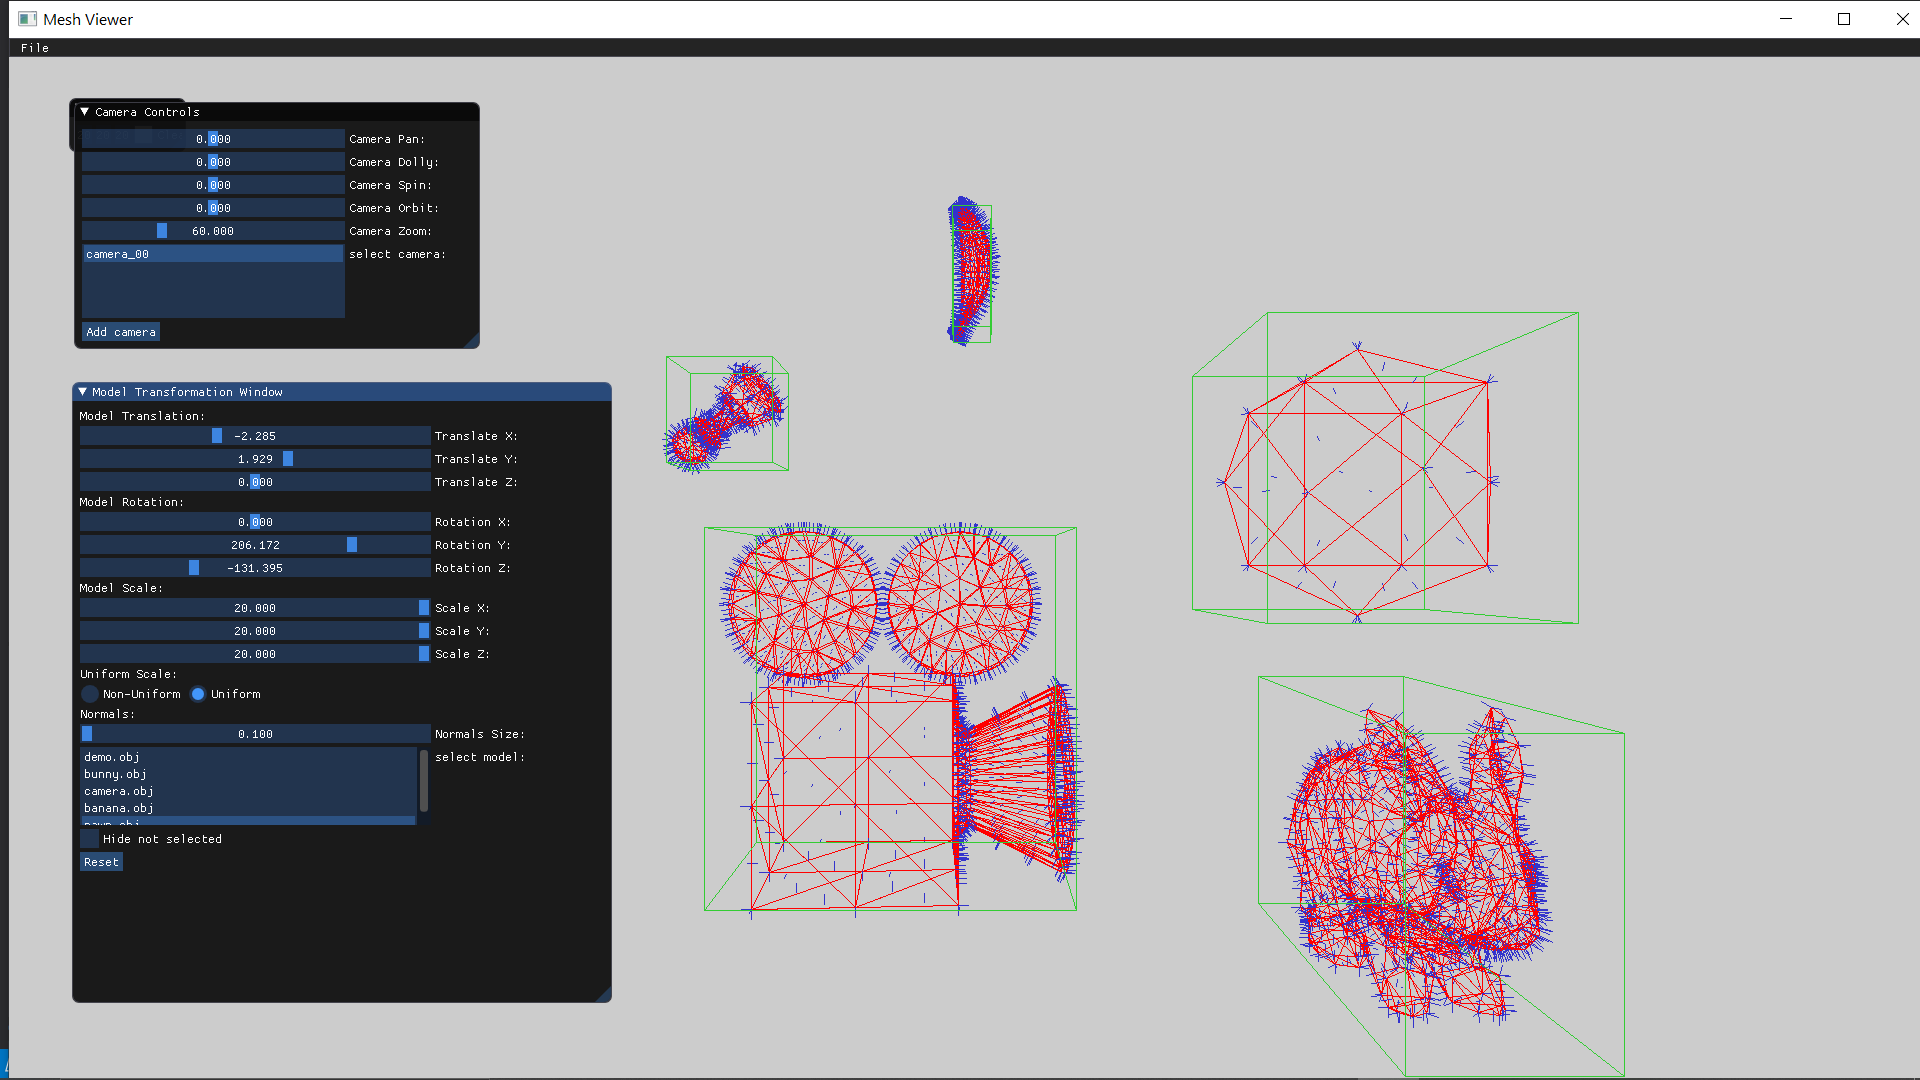 Mesh Viewer
File
Camera Controls
0.000 Camera Pan:
0.000 Camera Dolly:
0.000 Camera Spin:
0.000 Camera Orbit:
60.000 Camera Zoom:
camera_00 select camera:
Add camera
Model Transformation Window
Model Translation:
-2.285 Translate X:
1.929 Translate Y:
0.000 Translate Z:
Model Rotation:
0.000 Rotation X:
206.172 Rotation Y:
-131.395 Rotation Z:
Model Scale:
20.000 Scale X:
20.000 Scale Y:
20.000 Scale Z:
Uniform Scale:
Non-Uniform Uniform
Normals:
0.100 Normals Size:
demo.obj select model:
bunny.obj
camera.obj
banana.obj
Hide not selected
Reset